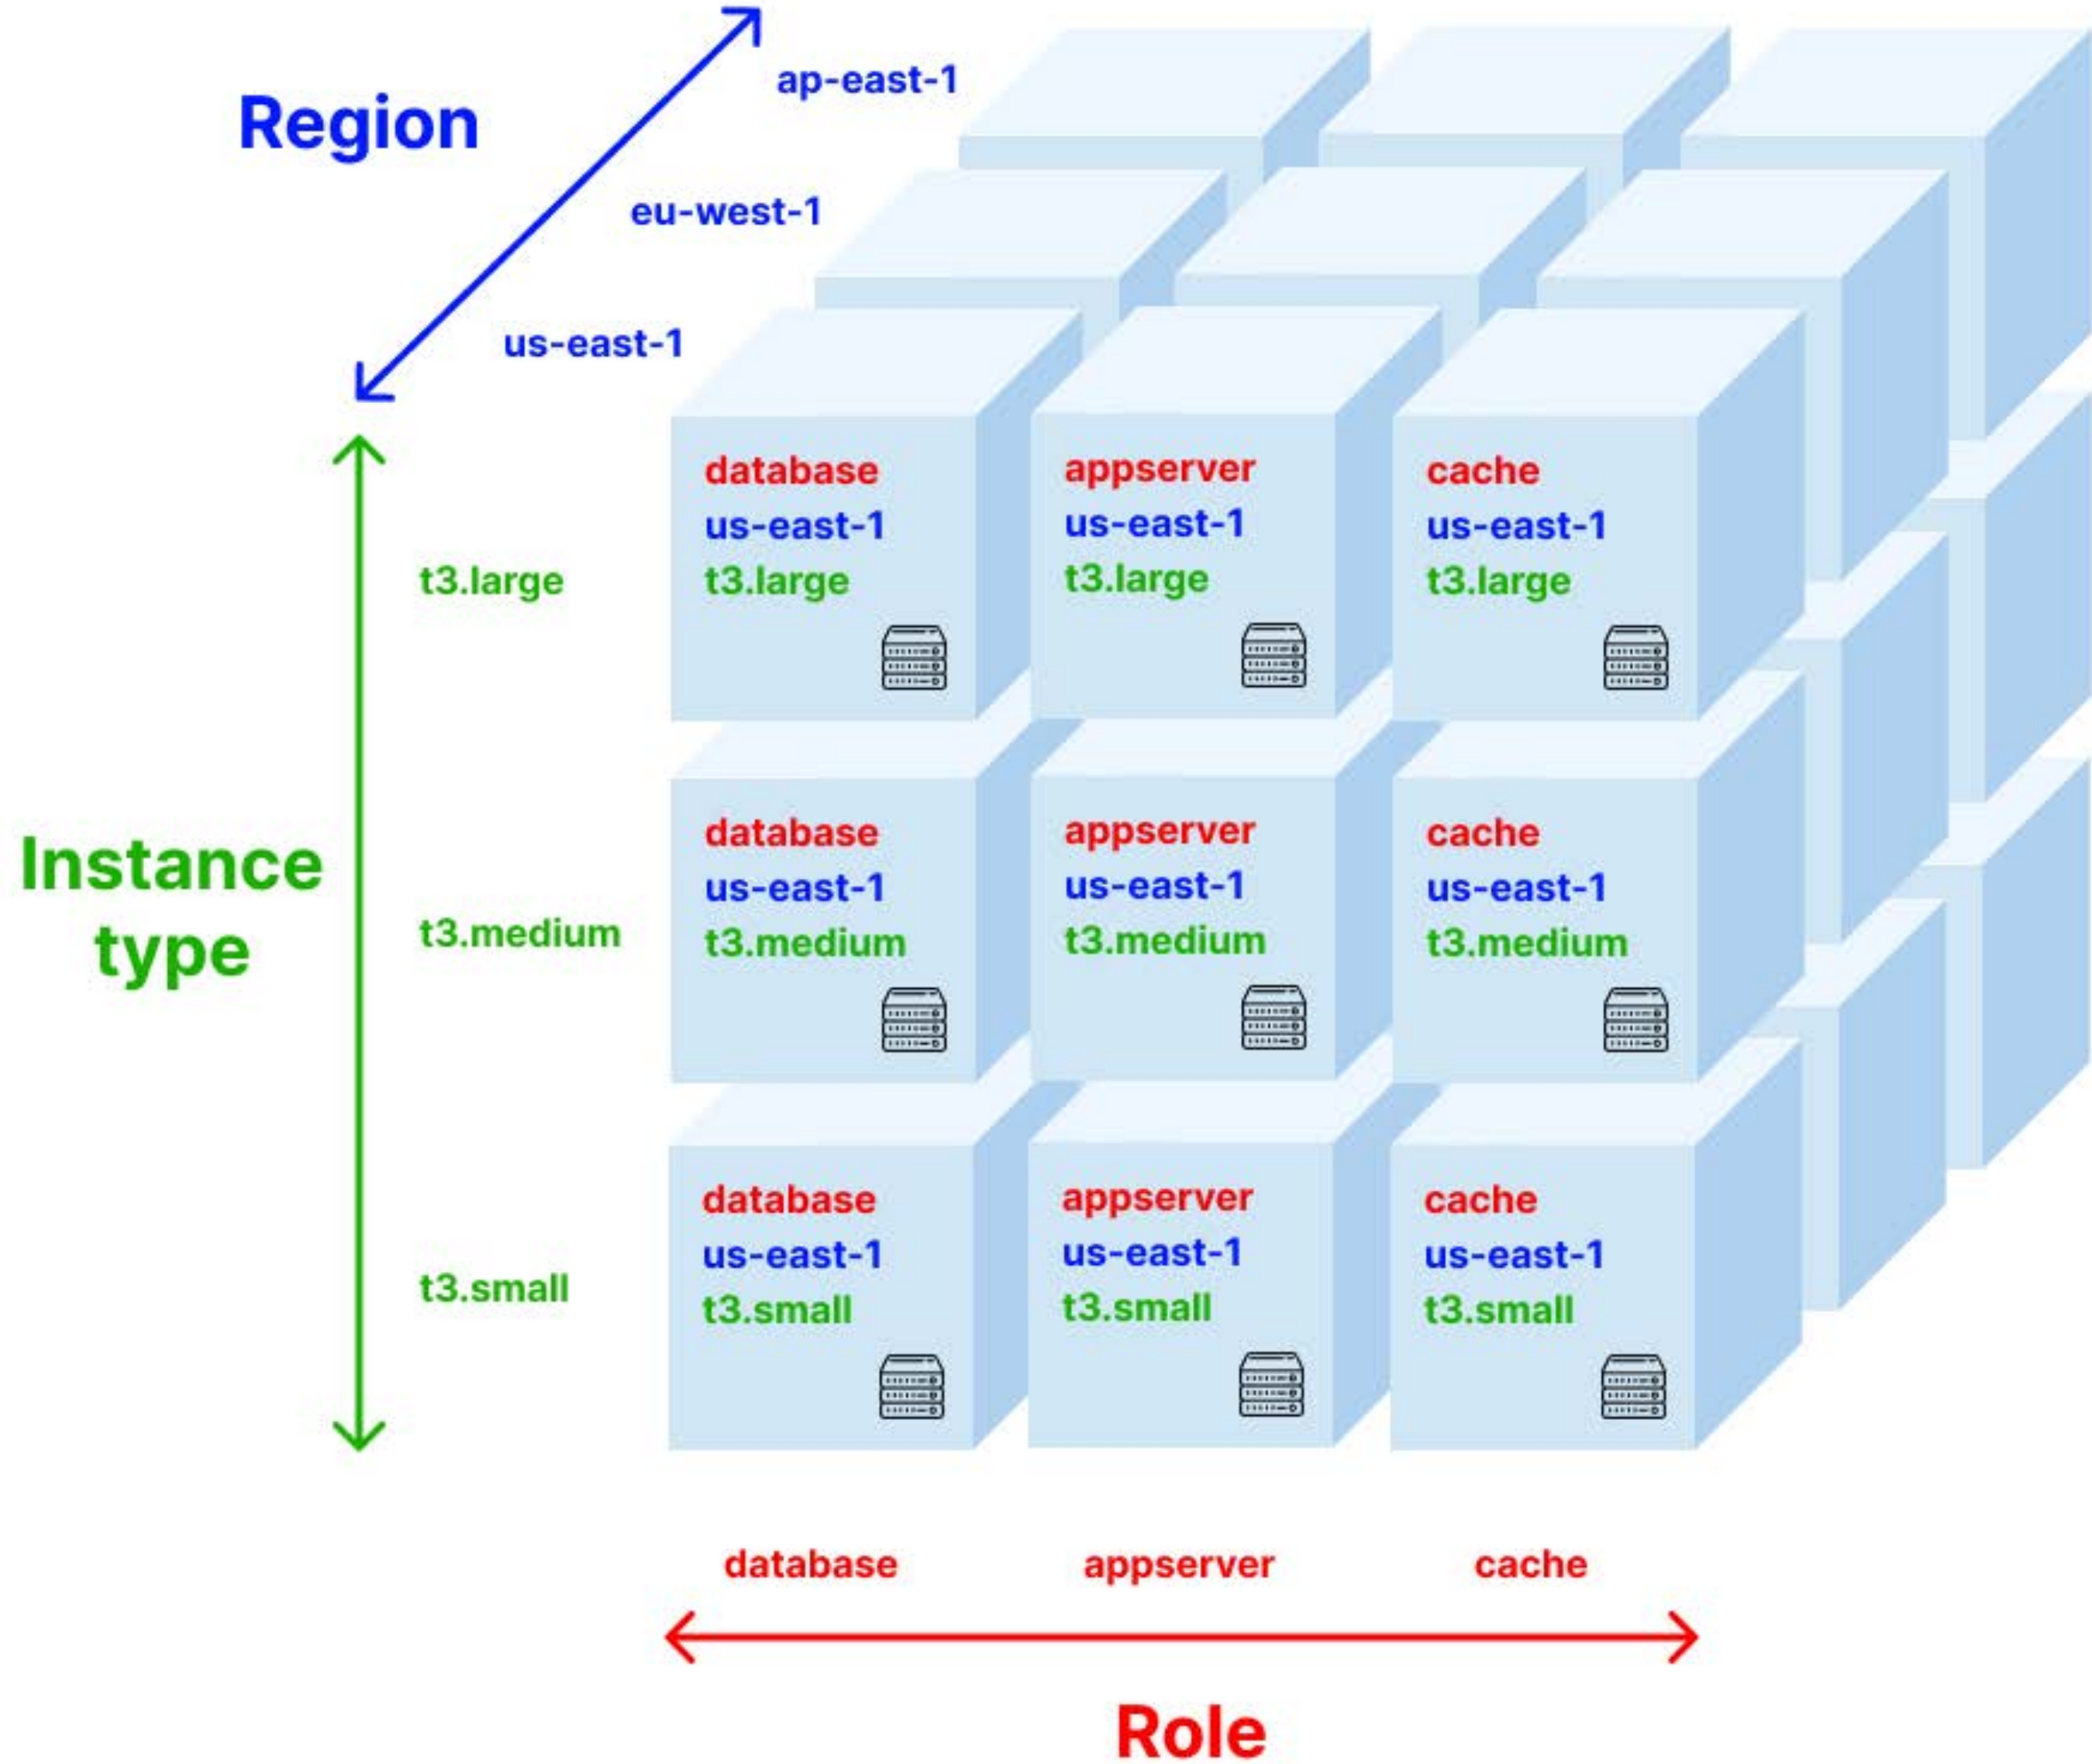 Region
ap-east-1
eu-west-1
us-east-1
Instance
type
t3.large
t3.medium
t3.small
database
us-east-1
t3.large
appserver
us-east-1
t3.large
cache
us-east-1
t3.large
database
us-east-1
t3.medium
appserver
us-east-1
t3.medium
cache
us-east-1
t3.medium
database
us-east-1
t3.small
appserver
us-east-1
t3.small
cache
us-east-1
t3.small
database
appserver
cache
Role